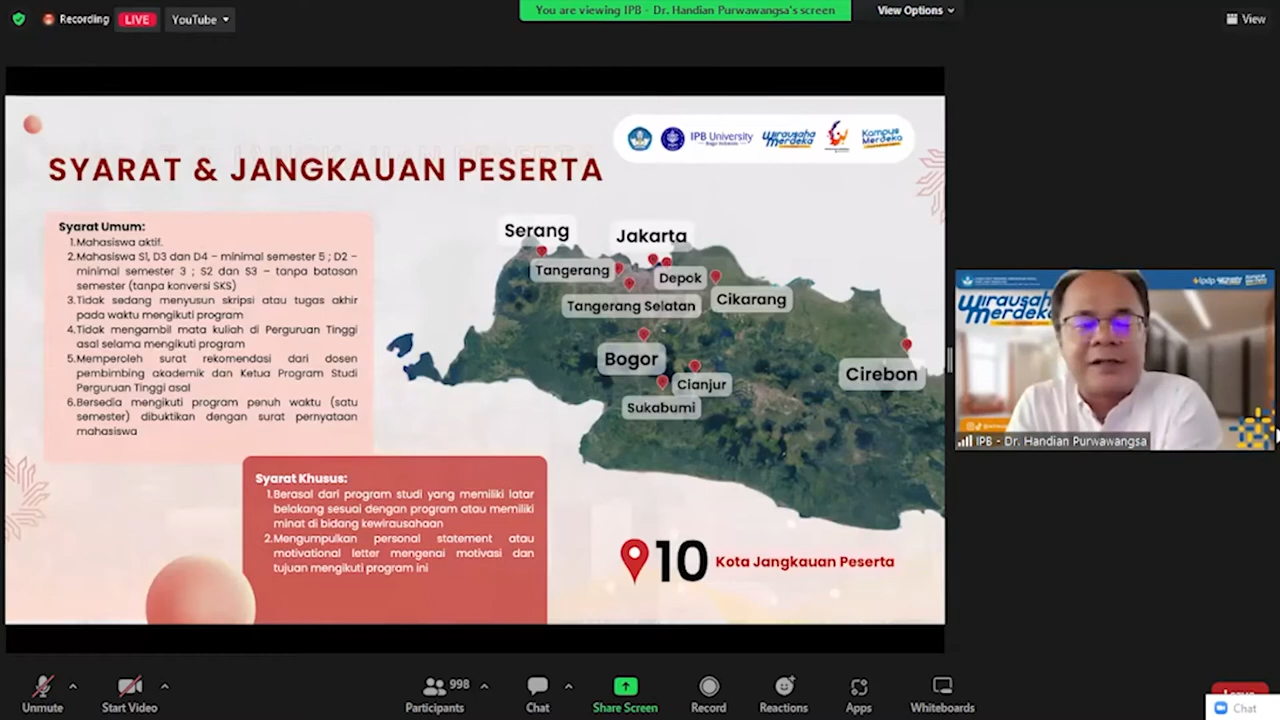 Recording
LIVE
YouTube
You are viewing IPB - Dr. Handian Purwawangsa's screen
View Options
View
IPB University
Bogor Indonesia
Wirausaha
Merdeka
Kampus
Merdeka
SYARAT & JANGKAUAN PESERTA
Syarat Umum:
1.Mahasiswa aktif.
2.Mahasiswa S1, D3 dan D4 – minimal semester 5 ; D2 –
minimal semester 3 ; S2 dan S3 – tanpa batasan
semester (tanpa konversi SKS)
3.Tidak sedang menyusun skripsi atau tugas akhir
pada waktu mengikuti program
4.Tidak mengambil mata kuliah di Perguruan Tinggi
asal selama mengikuti program
5.Memperoleh surat rekomendasi dari dosen
pembimbing akademik dan Ketua Program Studi
Perguruan Tinggi asal
6.Bersedia mengikuti program penuh waktu (satu
semester) dibuktikan dengan surat pernyataan
mahasiswa
Syarat Khusus:
1.Berasal dari program studi yang memiliki latar
belakang sesuai dengan program atau memiliki
minat di bidang kewirausahaan
2.Mengumpulkan personal statement atau
motivational letter mengenai motivasi dan
tujuan mengikuti program ini
Serang
Jakarta
Tangerang
Depok
Tangerang Selatan
Cikarang
Bogor
Cianjur
Cirebon
Sukabumi
10 Kota Jangkauan Peserta
lpdp
Wirausaha
Merdeka
IPB - Dr. Handian Purwawangsa
Unmute
Start Video
998
Participants
Chat
Share Screen
Record
Reactions
Apps
Whiteboards
Chat